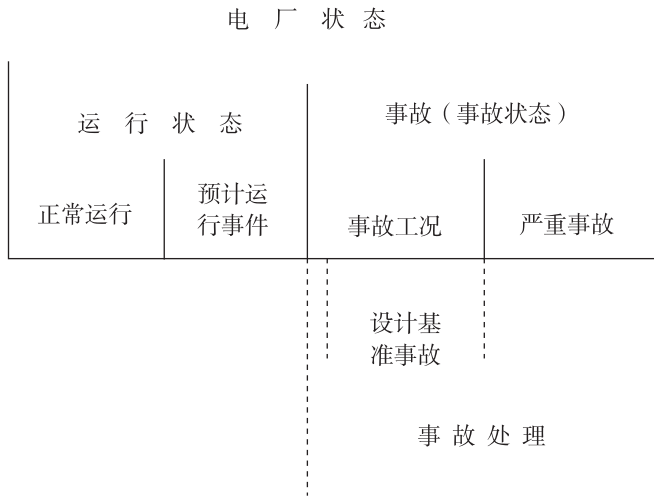 电厂状态
运行状态
事故（事故状态）
正常运行
预计运
行事件
事故工况
严重事故
设计基
准事故
事故处理